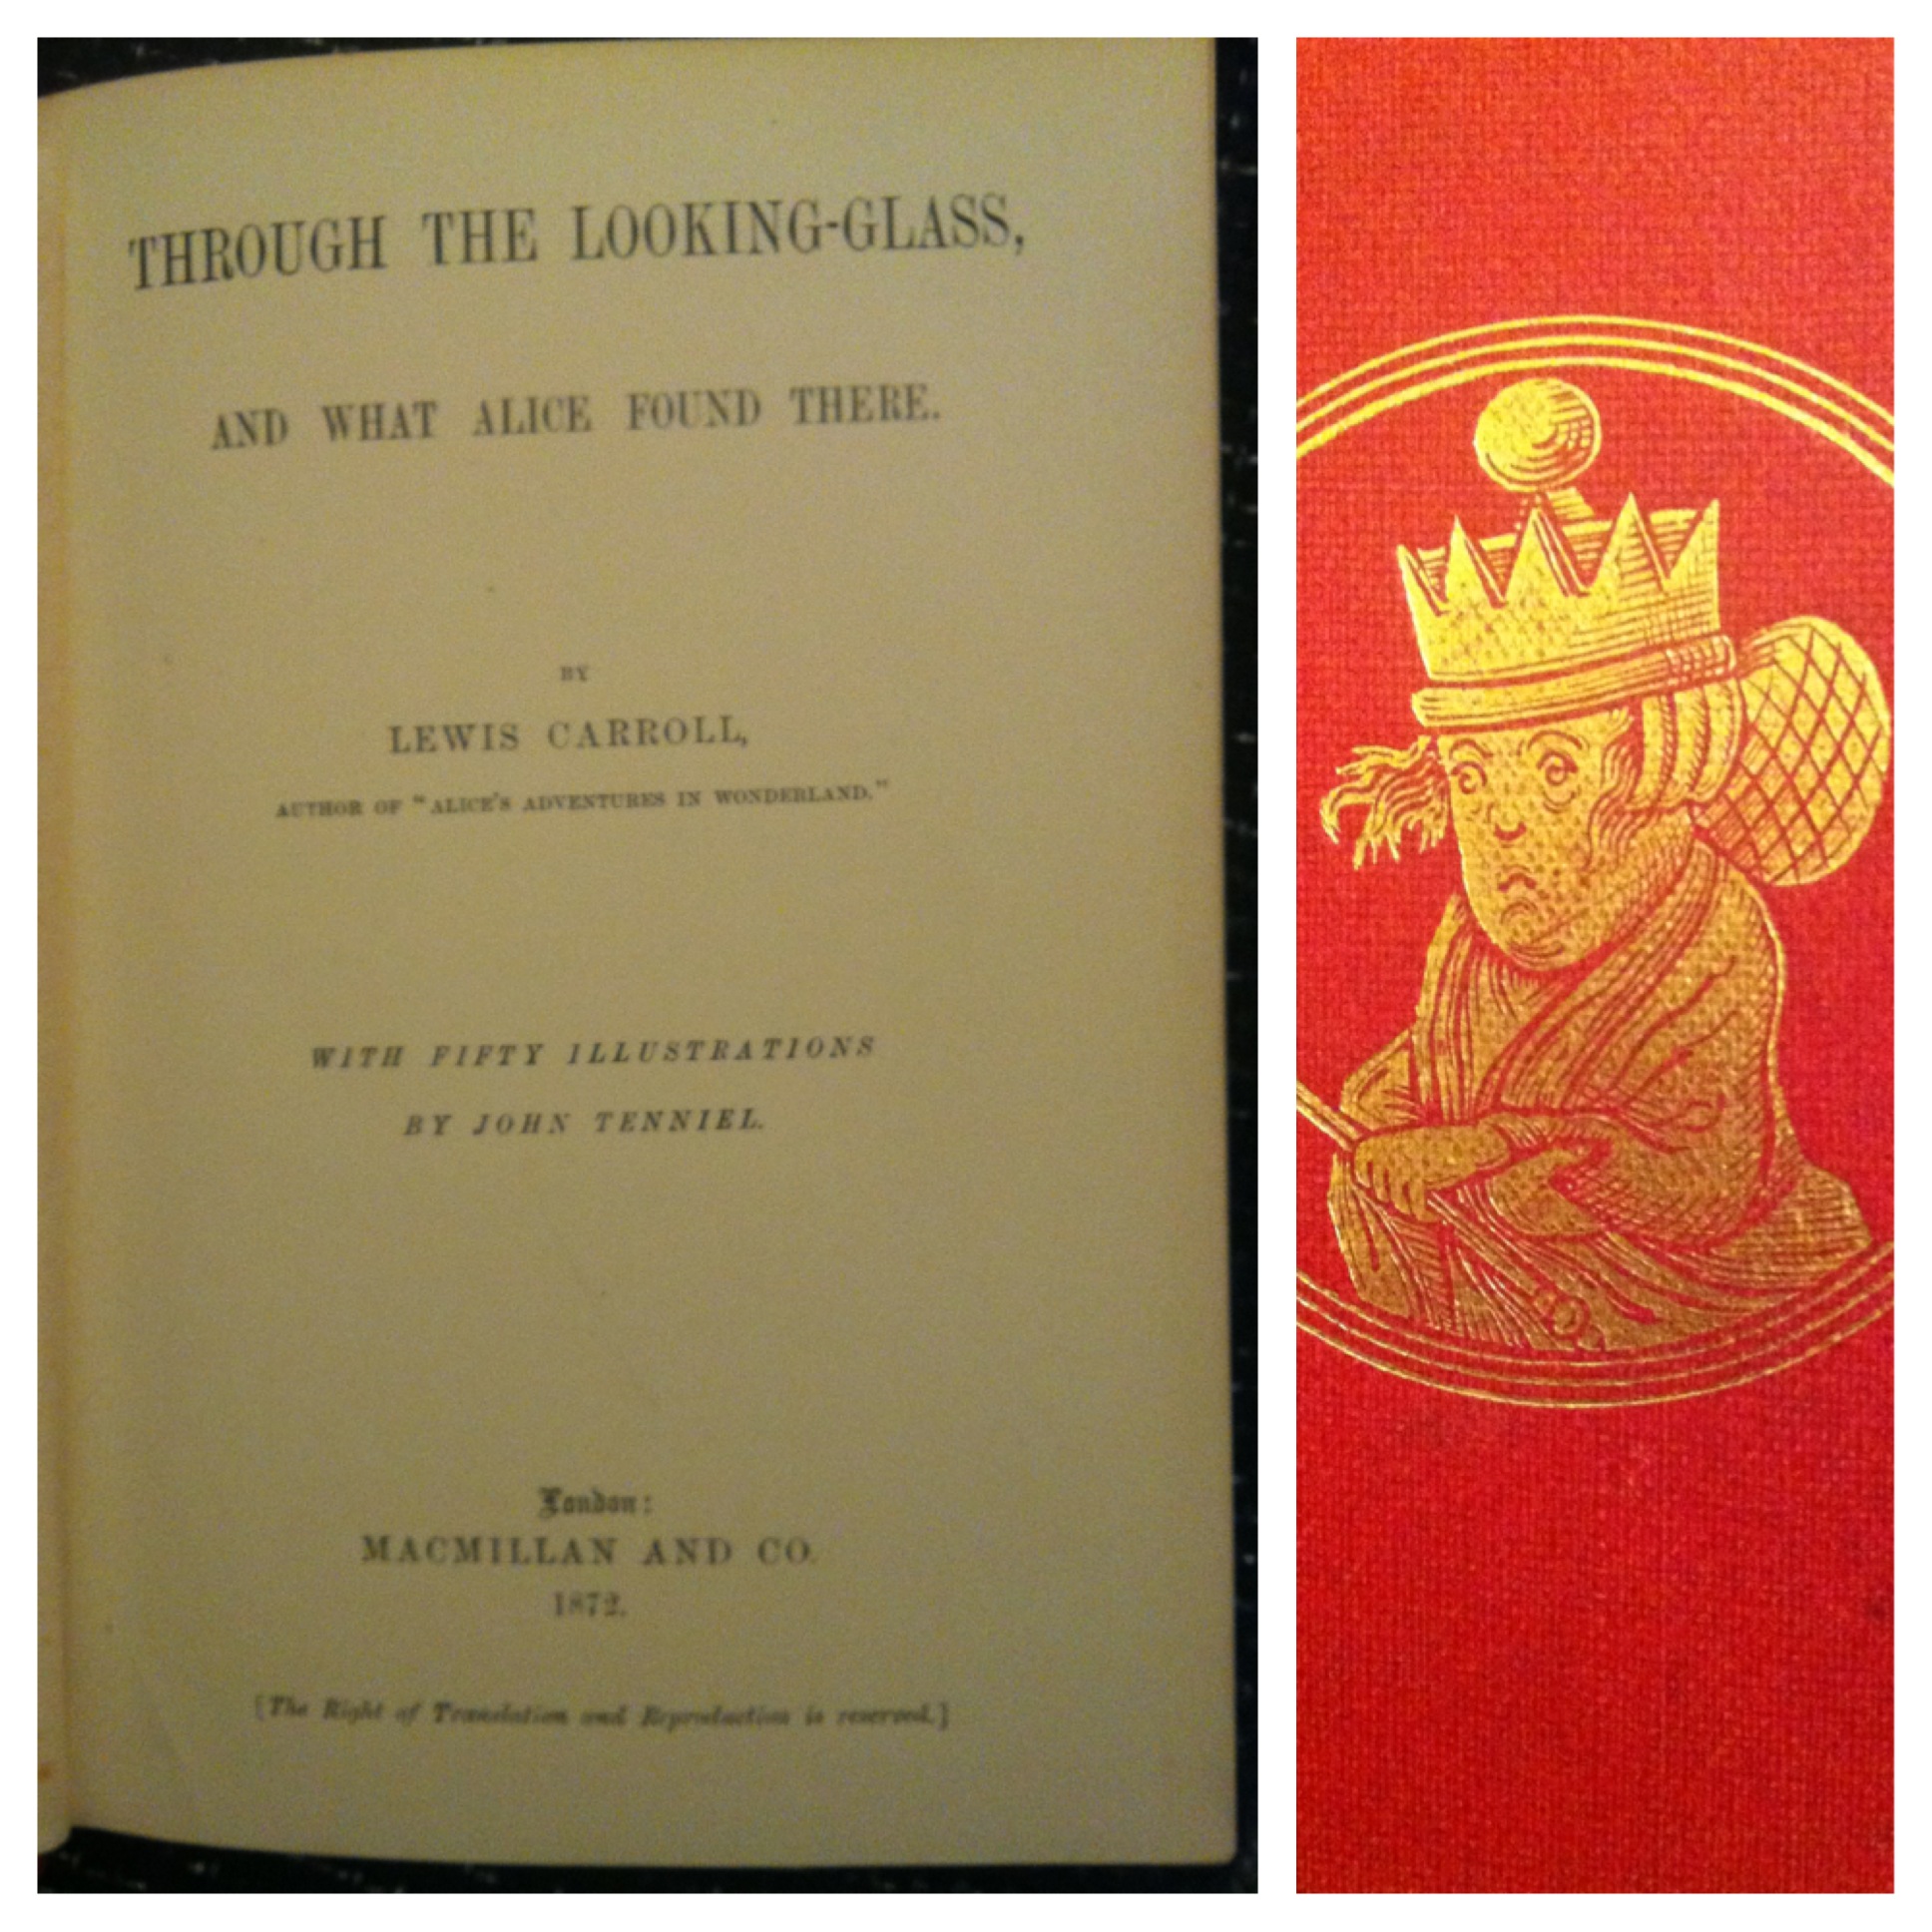 THROUGH THE LOOKING-GLASS,
AND WHAT ALICE FOUND THERE.
BY
LEWIS CARROLL,
AUTHOR OF "ALICE'S ADVENTURES IN WONDERLAND."
WITH FIFTY ILLUSTRATIONS
BY JOHN TENNIEL.
London:
MACMILLAN AND CO.
1872.
[The Right of Translation and Reproduction is reserved.]